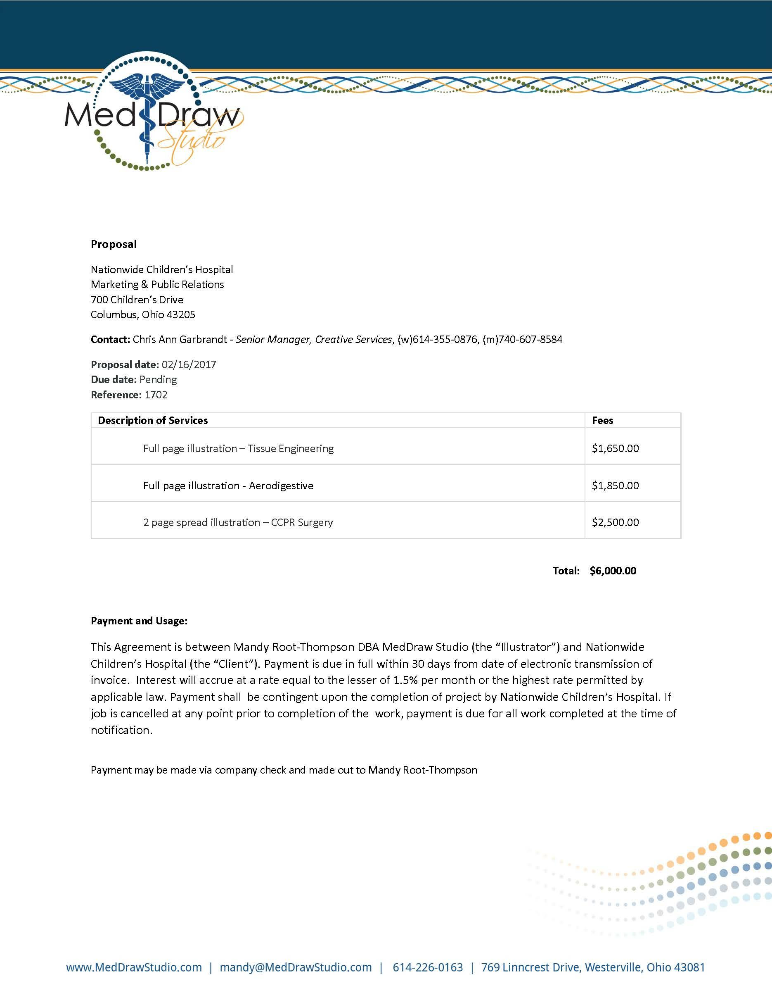 Med Draw
Studio
Proposal
Nationwide Children’s Hospital
Marketing & Public Relations
700 Children’s Drive
Columbus, Ohio 43205
Contact: Chris Ann Garbrandt - Senior Manager, Creative Services, (w)614-355-0876, (m)740-607-8584
Proposal date: 02/16/2017
Due date: Pending
Reference: 1702
Description of Services Fees
Full page illustration – Tissue Engineering $1,650.00
Full page illustration - Aerodigestive $1,850.00
2 page spread illustration – CCPR Surgery $2,500.00
Total: $6,000.00
Payment and Usage:
This Agreement is between Mandy Root-Thompson DBA MedDraw Studio (the “Illustrator”) and Nationwide
Children’s Hospital (the “Client”). Payment is due in full within 30 days from date of electronic transmission of
invoice.  Interest will accrue at a rate equal to the lesser of 1.5% per month or the highest rate permitted by
applicable law. Payment shall  be contingent upon the completion of project by Nationwide Children’s Hospital. If
job is cancelled at any point prior to completion of the  work, payment is due for all work completed at the time of
notification.
Payment may be made via company check and made out to Mandy Root-Thompson
www.MedDrawStudio.com | mandy@MedDrawStudio.com | 614-226-0163 | 769 Linncrest Drive, Westerville, Ohio 43081